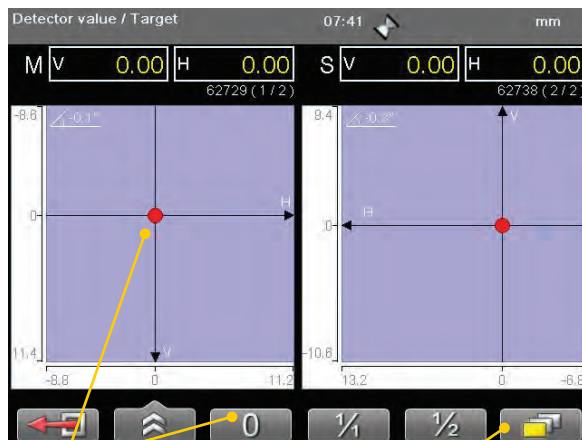 Detector value / Target 07:41 mm
M V 0.00 H 0.00 S V 0.00 H 0.00
62729 ( 1 / 2 ) 62738 ( 2 / 2 )
-8.6 -0.1° 9.4 -0.3° V
H H
0 0
11.4 V -10.6
-8.8 0 11.2 13.2 0 -6.8
0 1/1 1/2